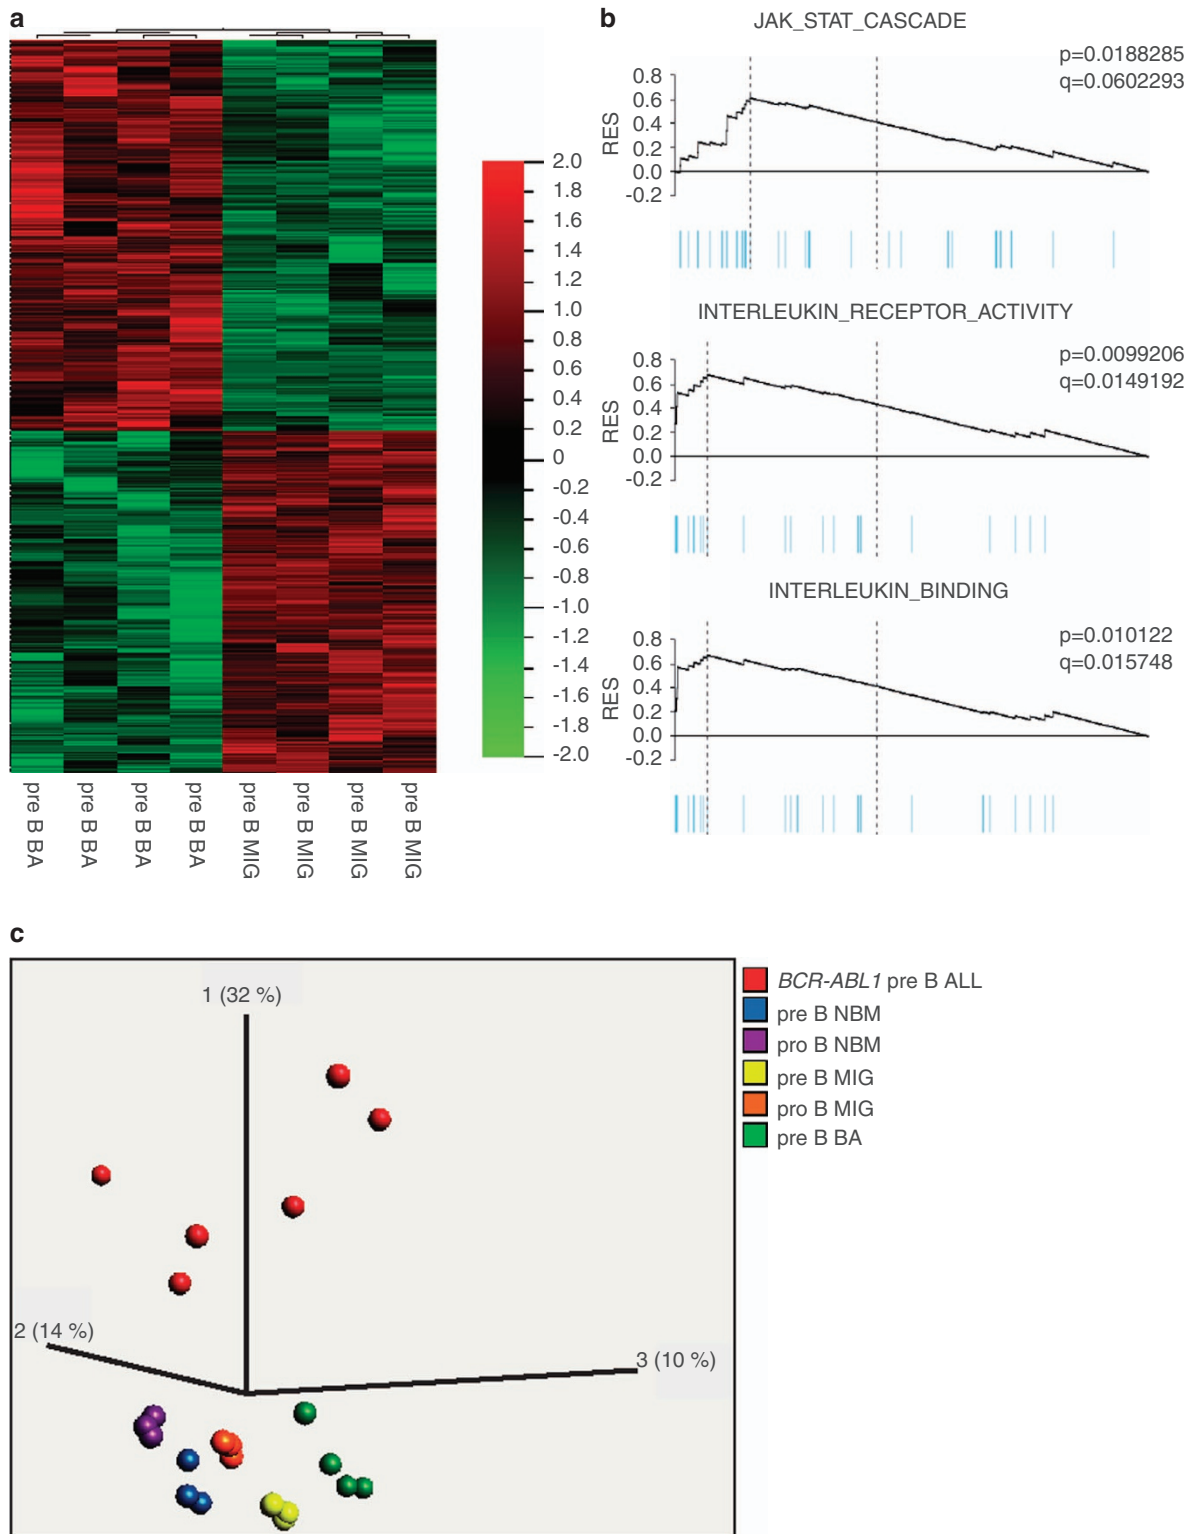 a
2.0
1.8
1.6
1.4
1.2
1.0
0.8
0.6
0.4
0.2
0
-0.2
-0.4
-0.6
-0.8
-1.0
-1.2
-1.4
-1.6
-1.8
-2.0
pre B BA
pre B BA
pre B BA
pre B BA
pre B MIG
pre B MIG
pre B MIG
pre B MIG
b
JAK_STAT_CASCADE
p=0.0188285
q=0.0602293
RES
0.8
0.6
0.4
0.2
0.0
-0.2
INTERLEUKIN_RECEPTOR_ACTIVITY
p=0.0099206
q=0.0149192
RES
0.8
0.6
0.4
0.2
0.0
-0.2
INTERLEUKIN_BINDING
p=0.010122
q=0.015748
RES
0.8
0.6
0.4
0.2
0.0
-0.2
c
1 (32 %)
2 (14 %)
3 (10 %)
BCR-ABL1 pre B ALL
pre B NBM
pro B NBM
pre B MIG
pro B MIG
pre B BA